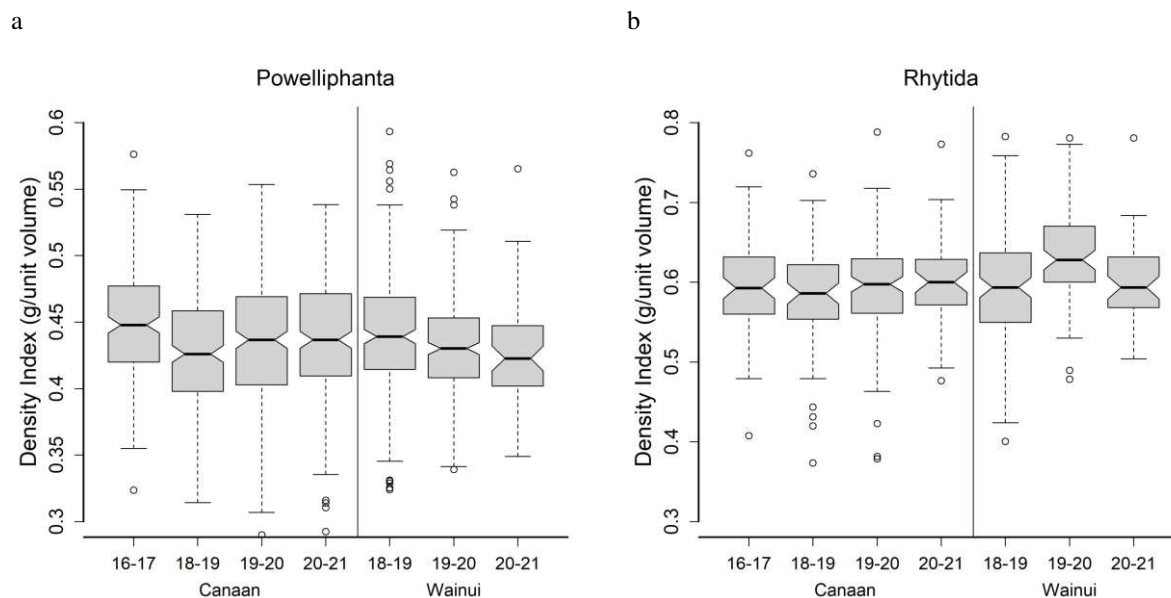 a
Powelliphanta
Density Index (g/unit volume)
0.6
0.55
0.5
0.45
0.4
0.35
0.3
16-17 18-19 19-20 20-21 18-19 19-20 20-21
Canaan Wainui
b
Rhytida
Density Index (g/unit volume)
0.8
0.7
0.6
0.5
0.4
0.3
16-17 18-19 19-20 20-21 18-19 19-20 20-21
Canaan Wainui